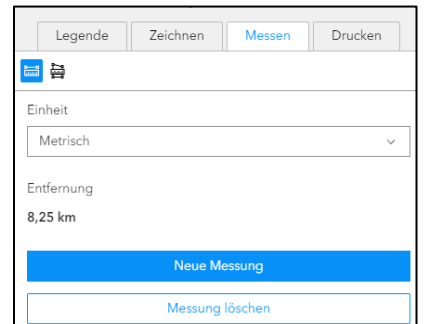 Legende Zeichnen Messen Drucken
Einheit
Metrisch
Entfernung
8,25 km
Neue Messung
Messung löschen